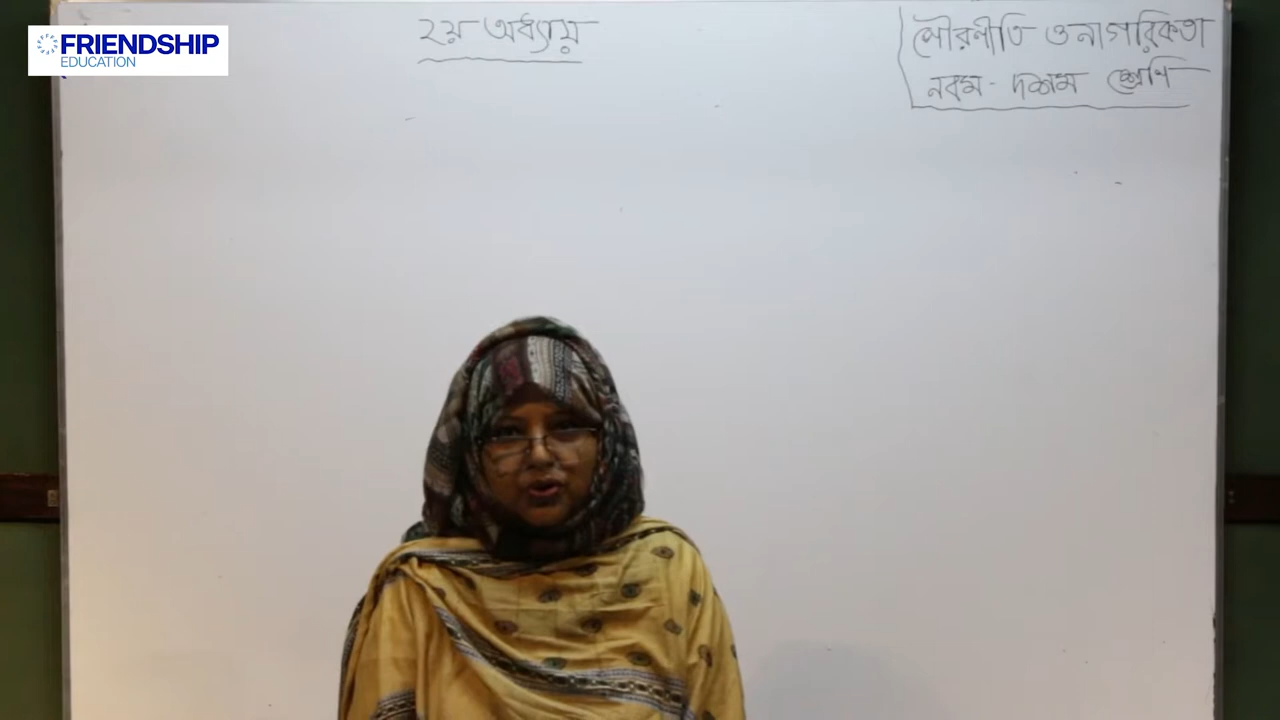 FRIENDSHIP
EDUCATION
২য় অধ্যায়
পৌরনীতি ও নাগরিকতা
নবম - দশম শ্রেণি